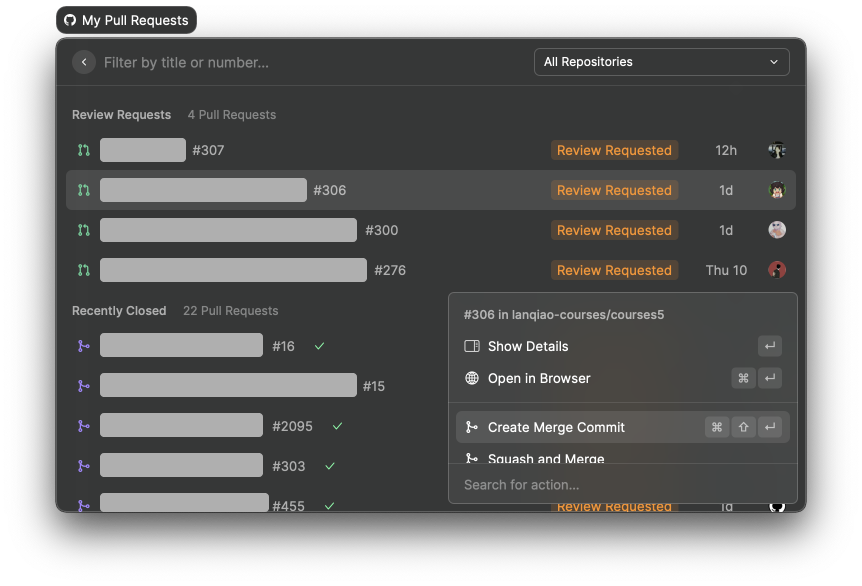 My Pull Requests
Filter by title or number...
All Repositories
Review Requests 4 Pull Requests
#307 Review Requested 12h
#306 Review Requested 1d
#300 Review Requested 1d
#276 Review Requested Thu 10
Recently Closed 22 Pull Requests
#16
#15
#2095
#303
#455 Review Requested 1d
#306 in lanqiao-courses/courses5
Show Details
Open in Browser
Create Merge Commit
Squash and Merge
Search for action...